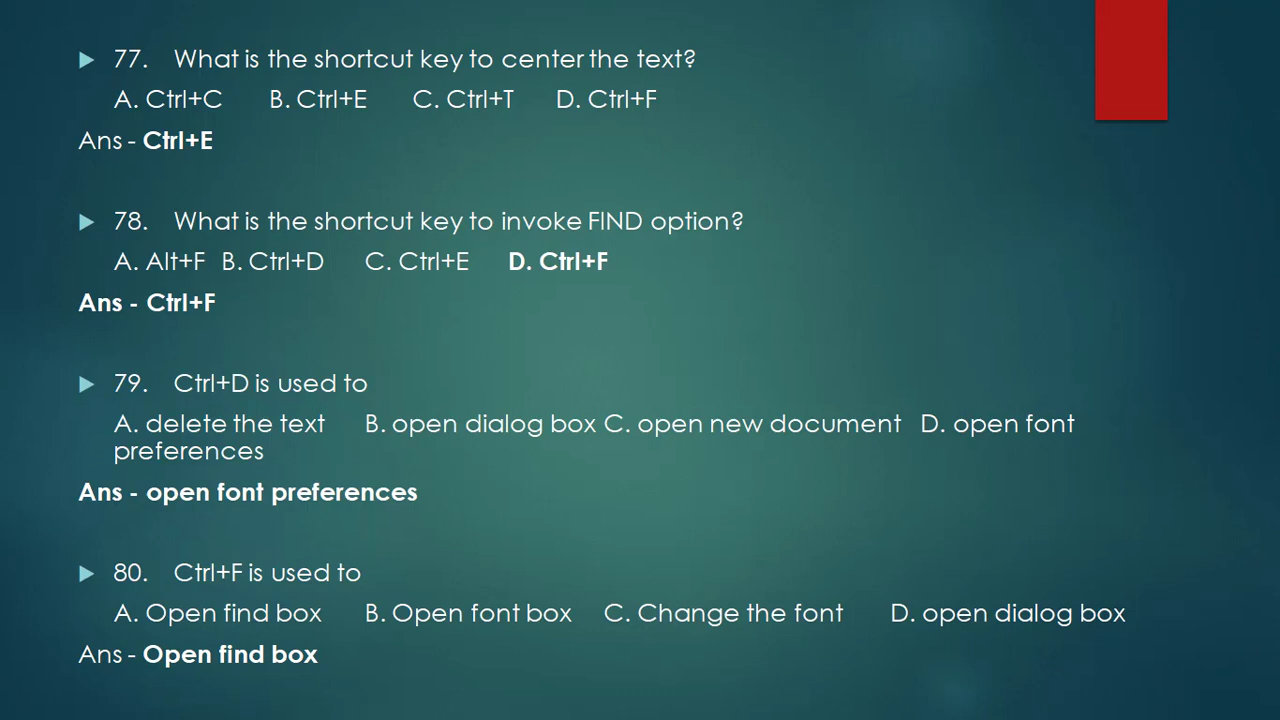 77. What is the shortcut key to center the text?
A. Ctrl+C B. Ctrl+E C. Ctrl+T D. Ctrl+F
Ans - Ctrl+E
78. What is the shortcut key to invoke FIND option?
A. Alt+F B. Ctrl+D C. Ctrl+E D. Ctrl+F
Ans - Ctrl+F
79. Ctrl+D is used to
A. delete the text B. open dialog box C. open new document D. open font
preferences
Ans - open font preferences
80. Ctrl+F is used to
A. Open find box B. Open font box C. Change the font D. open dialog box
Ans - Open find box